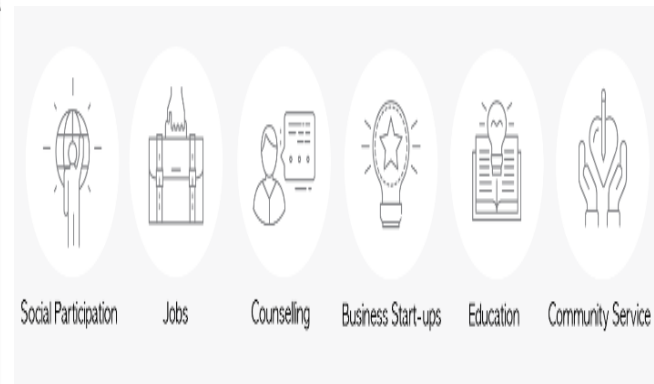 Social Participation
Jobs
Counselling
Business Start-ups
Education
Community Service